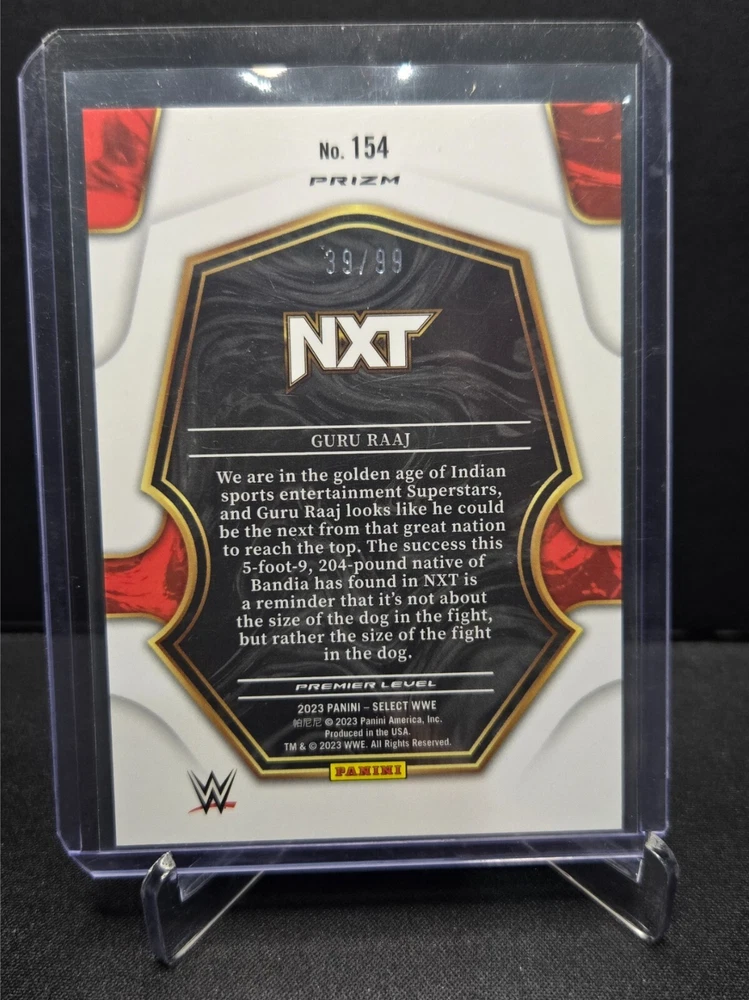 No. 154
PRIZM
39/99
NXT
GURU RAAJ
We are in the golden age of Indian
sports entertainment Superstars,
and Guru Raaj looks like he could
be the next from that great nation
to reach the top. The success this
5-foot-9, 204-pound native of
Bandia has found in NXT is
a reminder that it's not about
the size of the dog in the fight,
but rather the size of the fight
in the dog.
PREMIER LEVEL
2023 PANINI – SELECT WWE
帕尼尼 © 2023 Panini America, Inc.
Produced in the USA.
TM & © 2023 WWE. All Rights Reserved.
PANINI
W